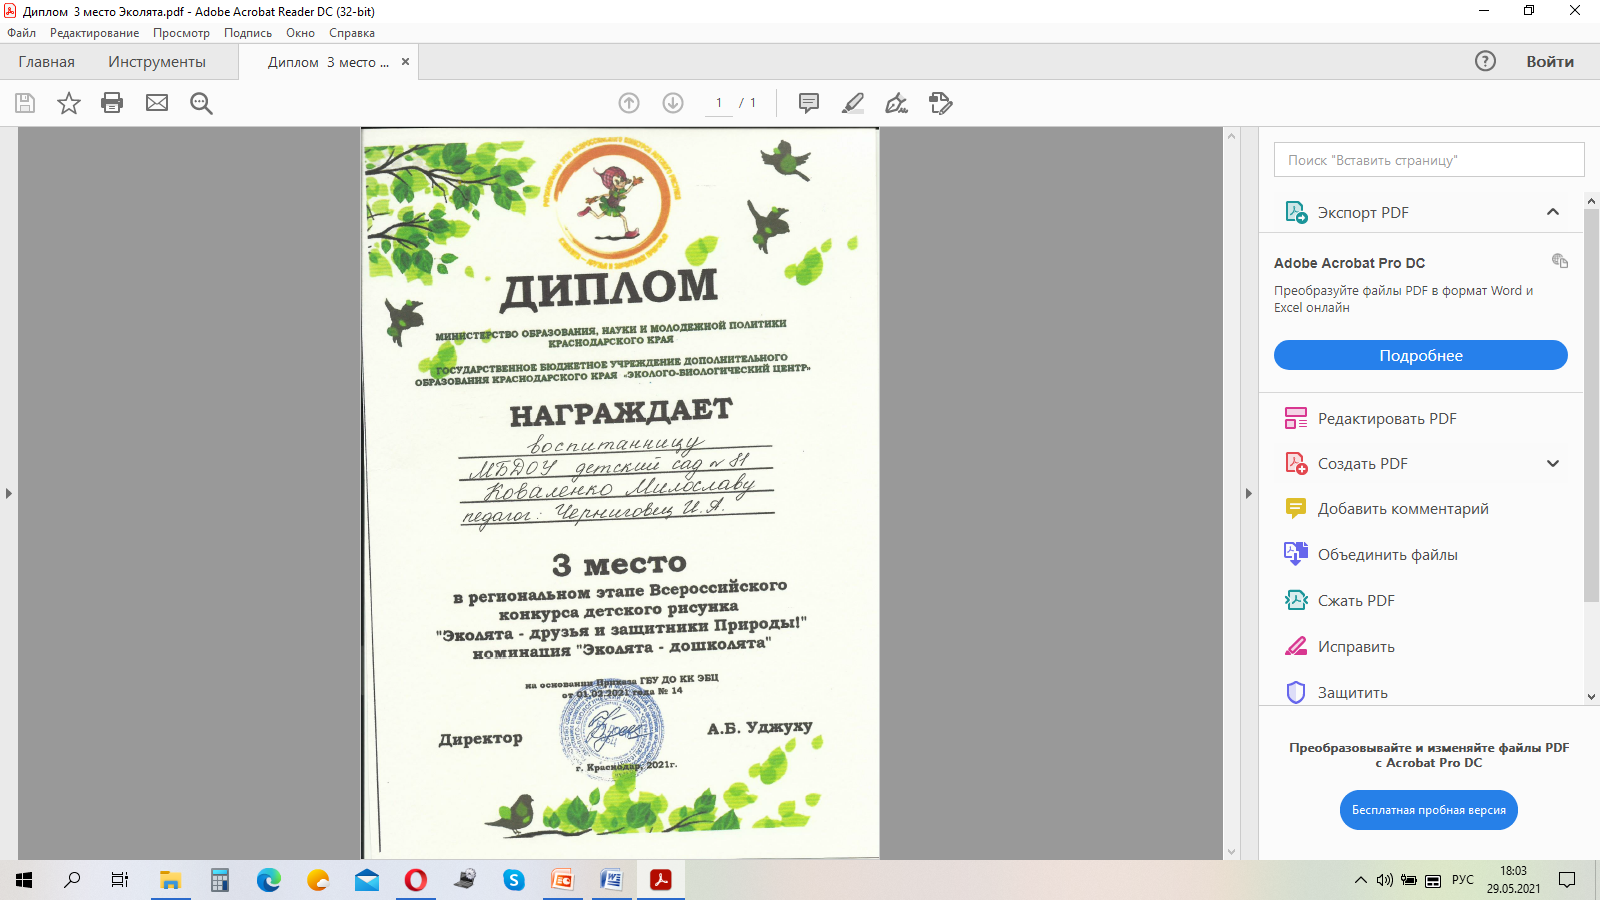 Диплом  3 место Эколята.pdf - Adobe Acrobat Reader DC (32-bit)
Файл Редактирование Просмотр Подпись Окно Справка
Главная Инструменты Диплом 3 место ... × ? Войти
1 / 1
ДИПЛОМ
МИНИСТЕРСТВО ОБРАЗОВАНИЯ, НАУКИ И МОЛОДЕЖНОЙ ПОЛИТИКИ
КРАСНОДАРСКОГО КРАЯ
ГОСУДАРСТВЕННОЕ БЮДЖЕТНОЕ УЧРЕЖДЕНИЕ ДОПОЛНИТЕЛЬНОГО
ОБРАЗОВАНИЯ КРАСНОДАРСКОГО КРАЯ «ЭКОЛОГО-БИОЛОГИЧЕСКИЙ ЦЕНТР»
НАГРАЖДАЕТ
воспитанницу
МБДОУ детский сад № 81
Коваленко Милославу
педагог: Черниговец И.А.
3 место
в региональном этапе Всероссийского
конкурса детского рисунка
"Эколята - друзья и защитники Природы!"
номинация "Эколята - дошколята"
на основании Приказа ГБУ ДО КК ЭБЦ
от 01.02.2021 года № 14
Директор А.Б. Уджуху
г. Краснодар, 2021г.
Поиск "Вставить страницу"
Экспорт PDF
Adobe Acrobat Pro DC
Преобразуйте файлы PDF в формат Word и
Excel онлайн
Подробнее
Редактировать PDF
Создать PDF
Добавить комментарий
Объединить файлы
Сжать PDF
Исправить
Защитить
Преобразовывайте и изменяйте файлы PDF
с Acrobat Pro DC
Бесплатная пробная версия
РУС 18:03
29.05.2021